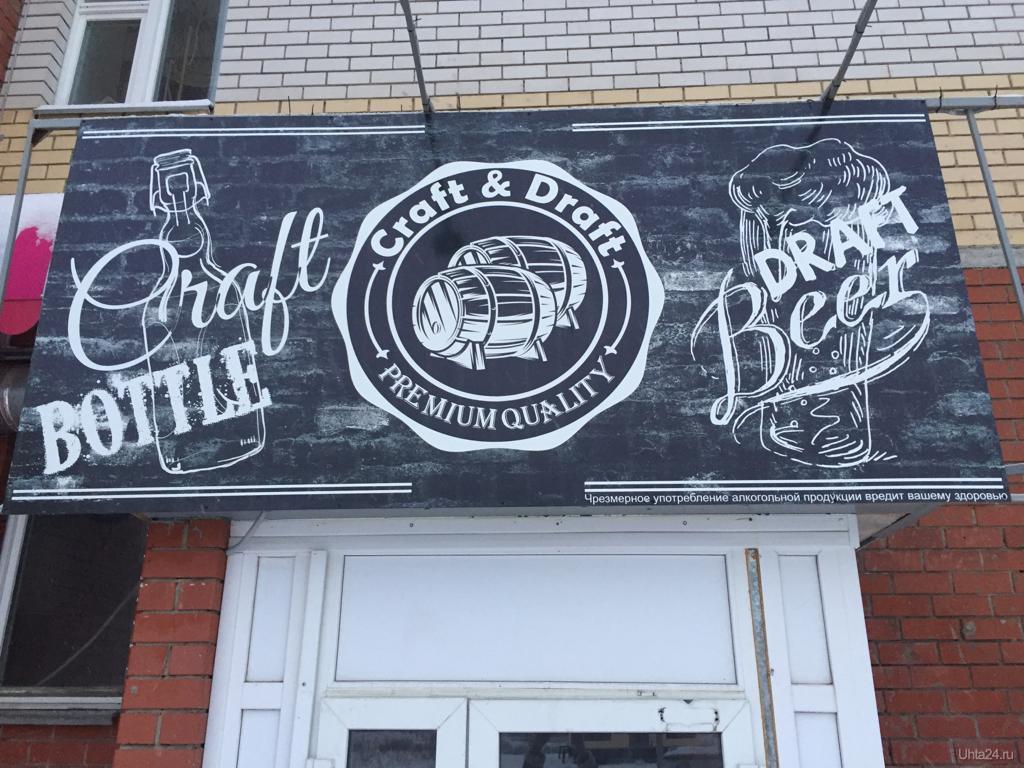 Craft
BOTTLE
Craft & Draft
PREMIUM QUALITY
DRAFT
Beer
Чрезмерное употребление алкогольной продукции вредит вашему здоровью
Uhta24.ru